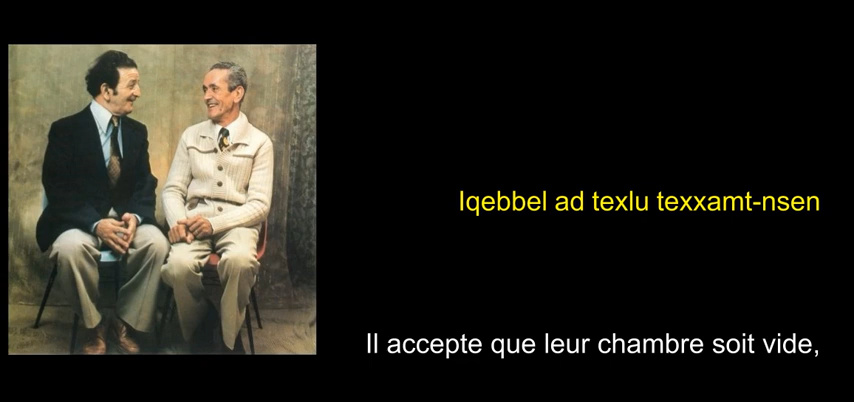 Iqebbel ad texlu texxamt-nsen
Il accepte que leur chambre soit vide,